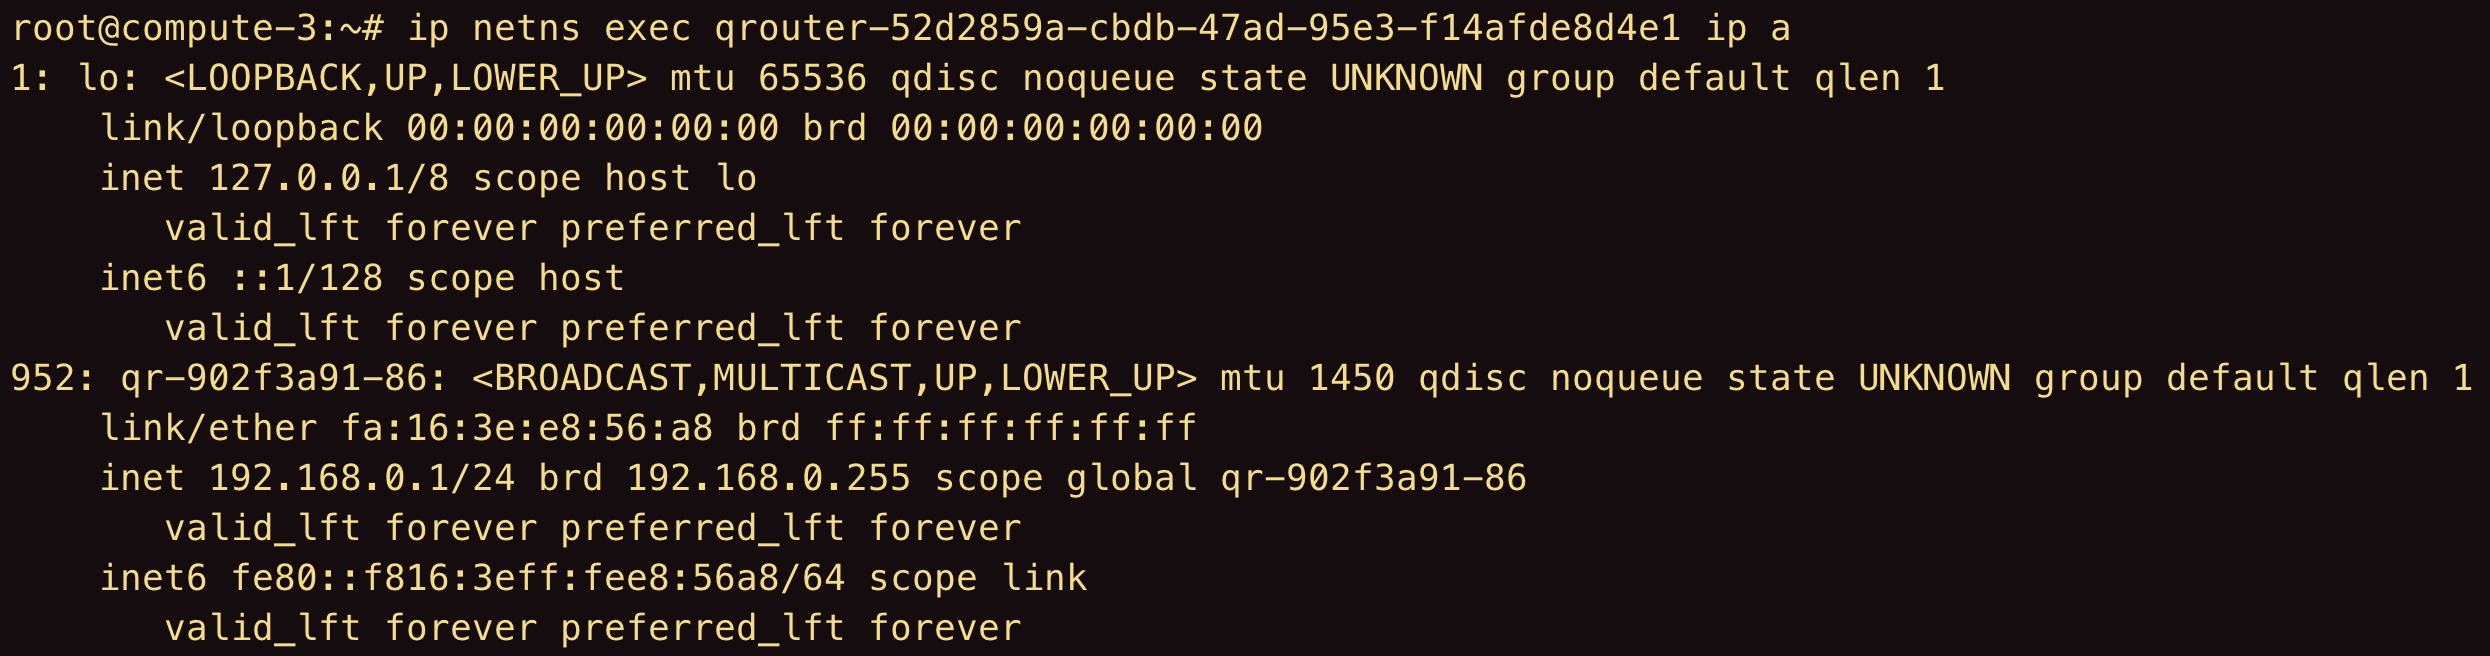 root@compute-3:~# ip netns exec qrouter-52d2859a-cbdb-47ad-95e3-f14afde8d4e1 ip a
1: lo: <LOOPBACK,UP,LOWER_UP> mtu 65536 qdisc noqueue state UNKNOWN group default qlen 1
    link/loopback 00:00:00:00:00:00 brd 00:00:00:00:00:00
    inet 127.0.0.1/8 scope host lo
       valid_lft forever preferred_lft forever
    inet6 ::1/128 scope host
       valid_lft forever preferred_lft forever
952: qr-902f3a91-86: <BROADCAST,MULTICAST,UP,LOWER_UP> mtu 1450 qdisc noqueue state UNKNOWN group default qlen 1
    link/ether fa:16:3e:e8:56:a8 brd ff:ff:ff:ff:ff:ff
    inet 192.168.0.1/24 brd 192.168.0.255 scope global qr-902f3a91-86
       valid_lft forever preferred_lft forever
    inet6 fe80::f816:3eff:fee8:56a8/64 scope link
       valid_lft forever preferred_lft forever